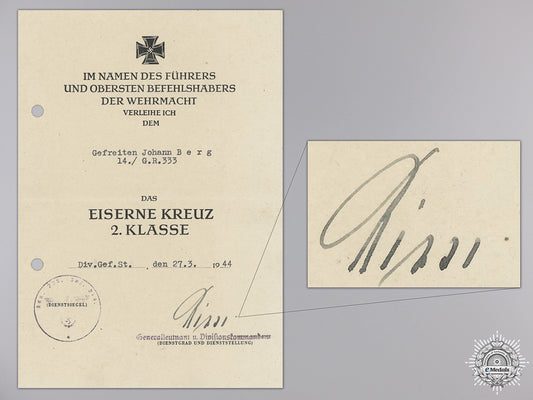 IM NAMEN DES FÜHRERS
UND OBERSTEN BEFEHLSHABERS
DER WEHRMACHT
VERLEIHE ICH
DEM
Gefreiten Johann B e r g
14./ G.R.333
DAS
EISERNE KREUZ
2. KLASSE
Div.Gef.St. den 27.3. 1944
(DIENSTSIEGEL)
Generalleutnant u. Divisionskommandeur
(DIENSTGRAD UND DIENSTSTELLUNG)
eMedals